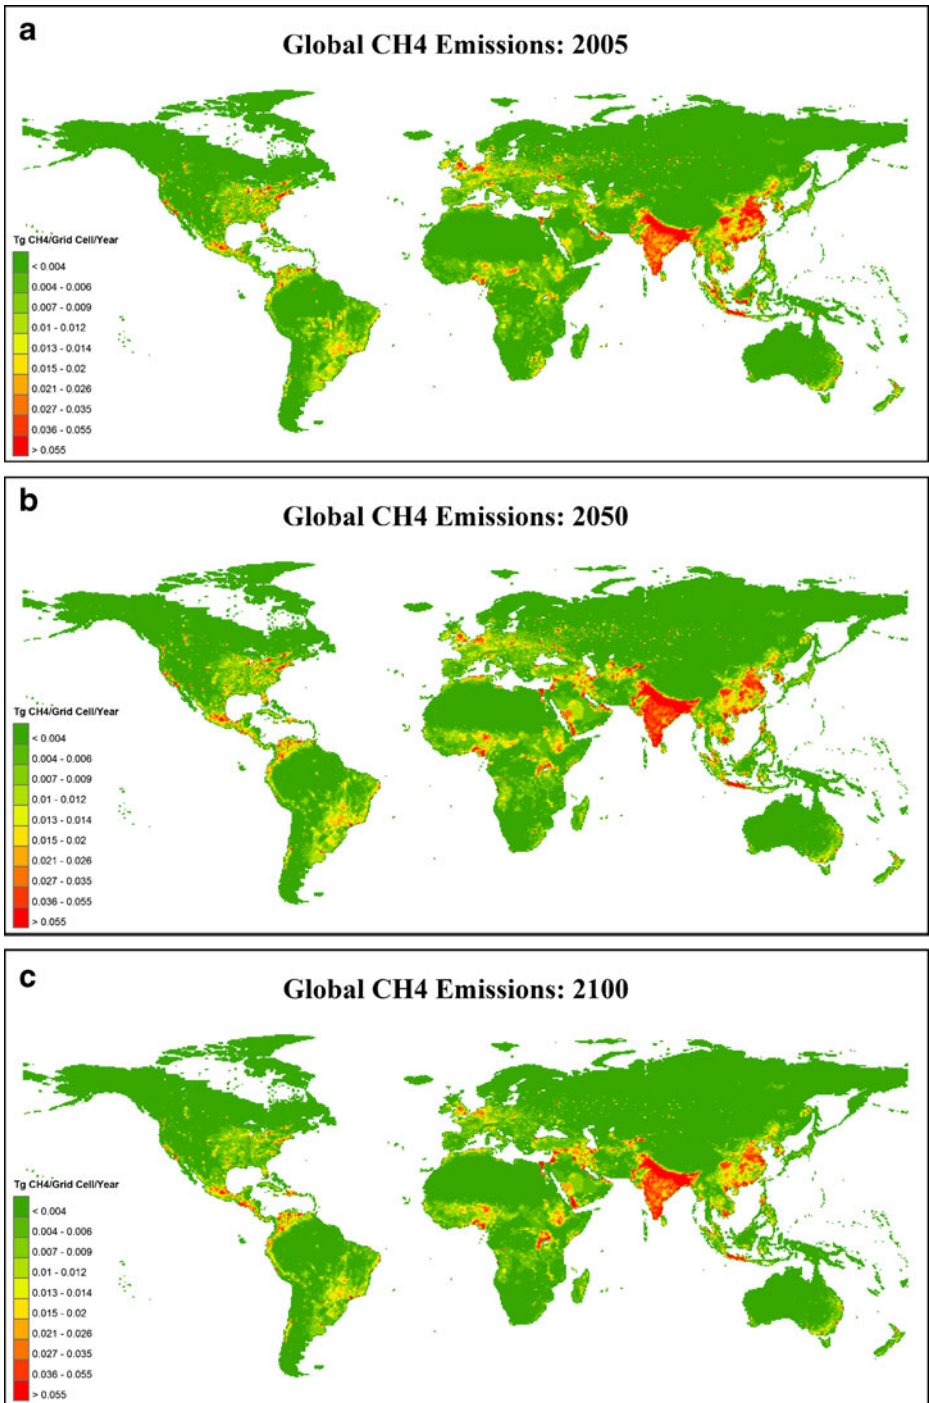 a
Global CH4 Emissions: 2005
Tg CH4/Grid Cell/Year
< 0.004
0.004 - 0.006
0.007 - 0.009
0.01 - 0.012
0.013 - 0.014
0.015 - 0.02
0.021 - 0.026
0.027 - 0.035
0.036 - 0.055
> 0.055
b
Global CH4 Emissions: 2050
Tg CH4/Grid Cell/Year
< 0.004
0.004 - 0.006
0.007 - 0.009
0.01 - 0.012
0.013 - 0.014
0.015 - 0.02
0.021 - 0.026
0.027 - 0.035
0.036 - 0.055
> 0.055
c
Global CH4 Emissions: 2100
Tg CH4/Grid Cell/Year
< 0.004
0.004 - 0.006
0.007 - 0.009
0.01 - 0.012
0.013 - 0.014
0.015 - 0.02
0.021 - 0.026
0.027 - 0.035
0.036 - 0.055
> 0.055